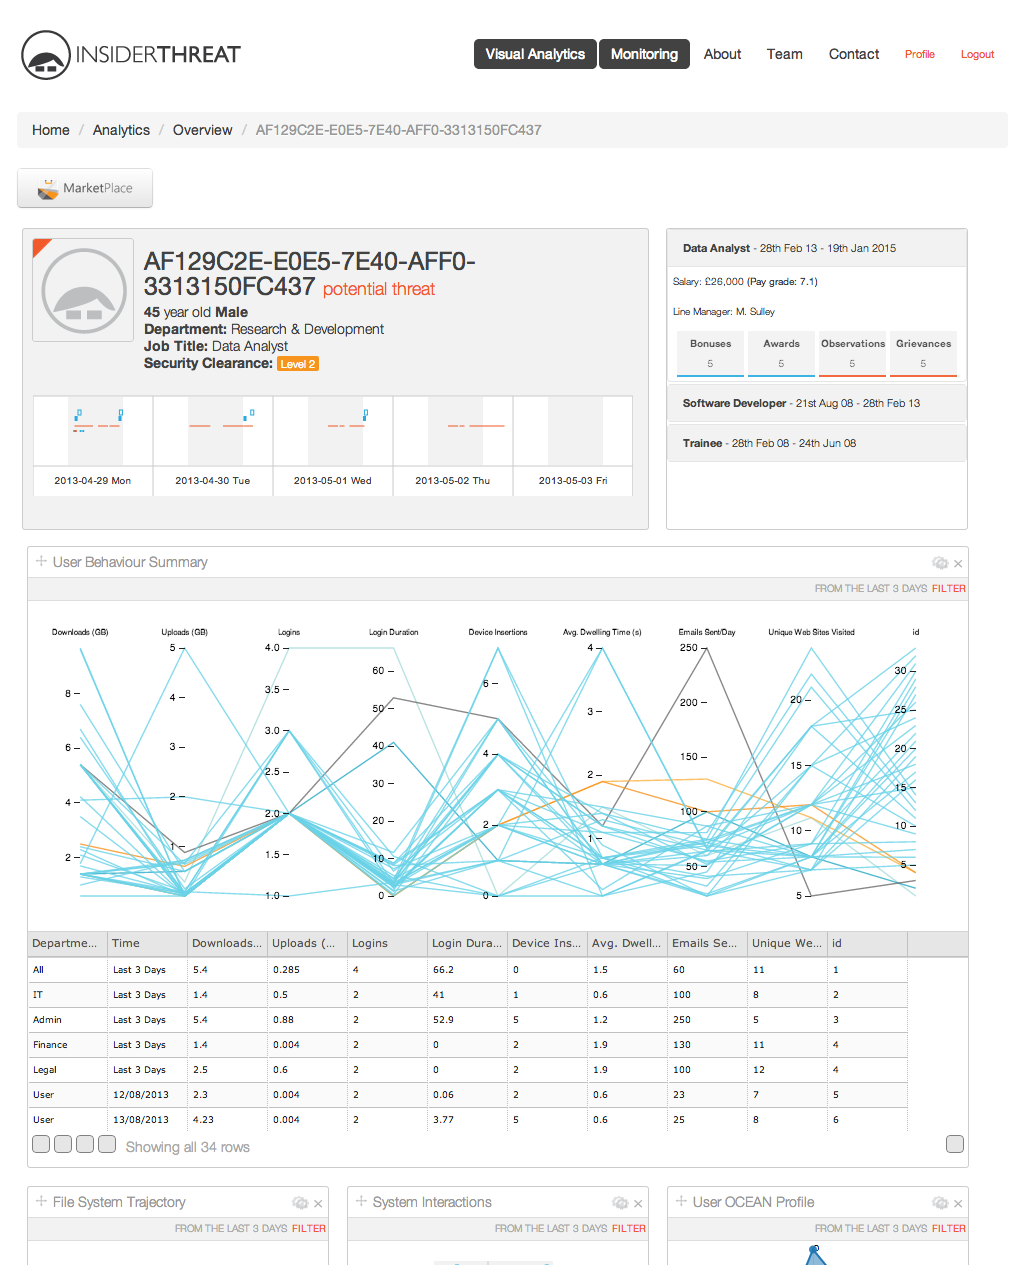 INSIDERTHREAT
Visual Analytics Monitoring About Team Contact Profile Logout
Home / Analytics / Overview / AF129C2E-E0E5-7E40-AFF0-3313150FC437
MarketPlace
AF129C2E-E0E5-7E40-AFF0-
3313150FC437 potential threat
45 year old Male
Department: Research & Development
Job Title: Data Analyst
Security Clearance: Level 2
2013-04-29 Mon 2013-04-30 Tue 2013-05-01 Wed 2013-05-02 Thu 2013-05-03 Fri
Data Analyst - 28th Feb 13 - 19th Jan 2015
Salary: £26,000 (Pay grade: 7.1)
Line Manager: M. Sulley
Bonuses Awards Observations Grievances
5 5 5 5
Software Developer - 21st Aug 08 - 28th Feb 13
Trainee - 28th Feb 08 - 24th Jun 08
User Behaviour Summary
FROM THE LAST 3 DAYS FILTER
Downloads (GB) Uploads (GB) Logins Login Duration Device Insertions Avg. Dwelling Time (s) Emails Sent/Day Unique Web Sites Visited id
8 6 4 2
5 4 3 2 1
4.0 3.5 3.0 2.5 2.0 1.5 1.0
60 50 40 30 20 10 0
6 4 2 0
4 3 2 1
250 200 150 100 50
20 15 10 5
30 25 20 15 10 5
Departme... Time Downloads... Uploads (... Logins Login Dura... Device Ins... Avg. Dwell... Emails Se... Unique We... id
All Last 3 Days 5.4 0.285 4 66.2 0 1.5 60 11 1
IT Last 3 Days 1.4 0.5 2 41 1 0.6 100 8 2
Admin Last 3 Days 5.4 0.88 2 52.9 5 1.2 250 5 3
Finance Last 3 Days 1.4 0.004 2 0 2 1.9 130 11 4
Legal Last 3 Days 2.5 0.6 2 0 2 1.9 100 12 4
User 12/08/2013 2.3 0.004 2 0.06 2 0.6 23 7 5
User 13/08/2013 4.23 0.004 2 3.77 5 0.6 25 8 6
Showing all 34 rows
File System Trajectory
FROM THE LAST 3 DAYS FILTER
System Interactions
FROM THE LAST 3 DAYS FILTER
User OCEAN Profile
FROM THE LAST 3 DAYS FILTER